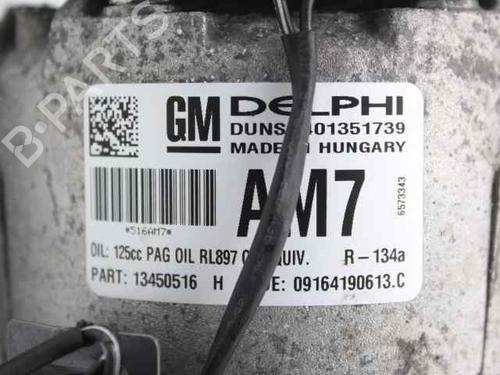 GM DELPHI
DUNS 401351739
MADE IN HUNGARY
AM7
*516AM7*
6573343
OIL: 125cc PAG OIL RL897 R-134a
PART: 13450516 H 09164190613.C
B-PARTS